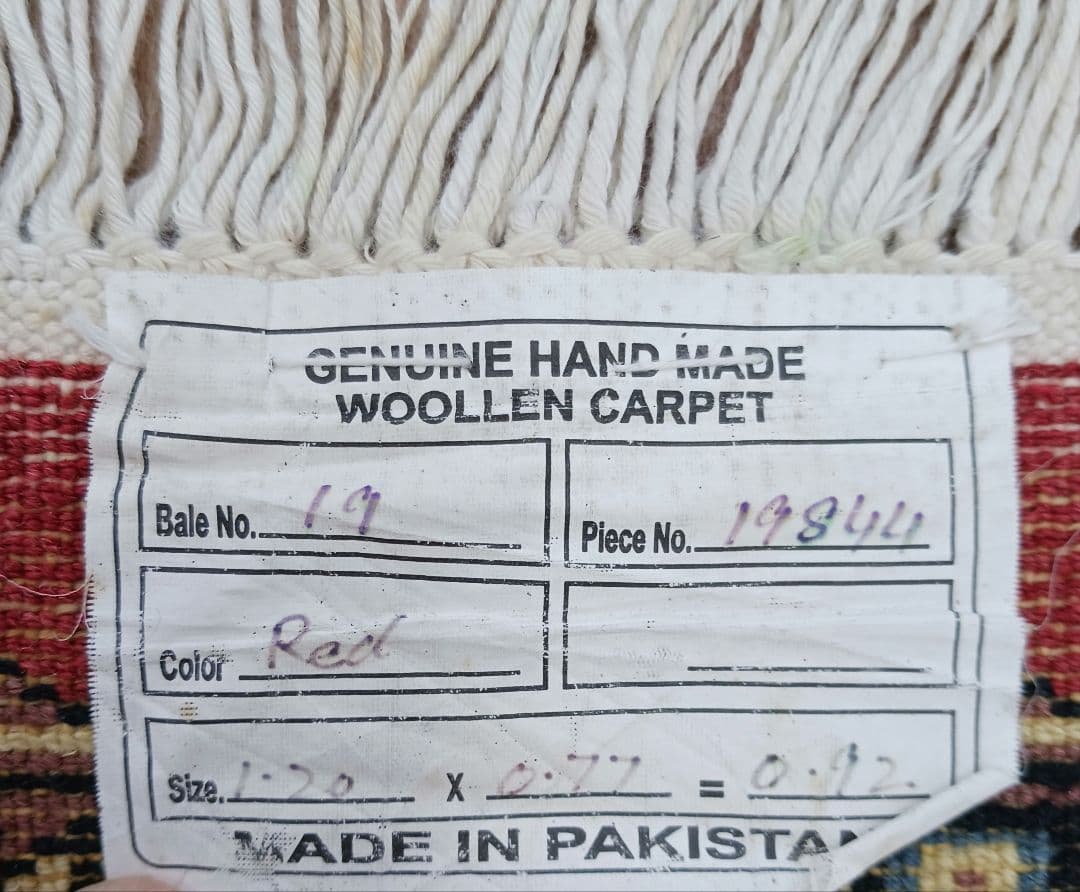 GENUINE HAND MADE
WOOLLEN CARPET
Bale No. 19
Piece No. 19844
Color Red
Size. 1.20 X 0.77 = 0.92
MADE IN PAKISTAN